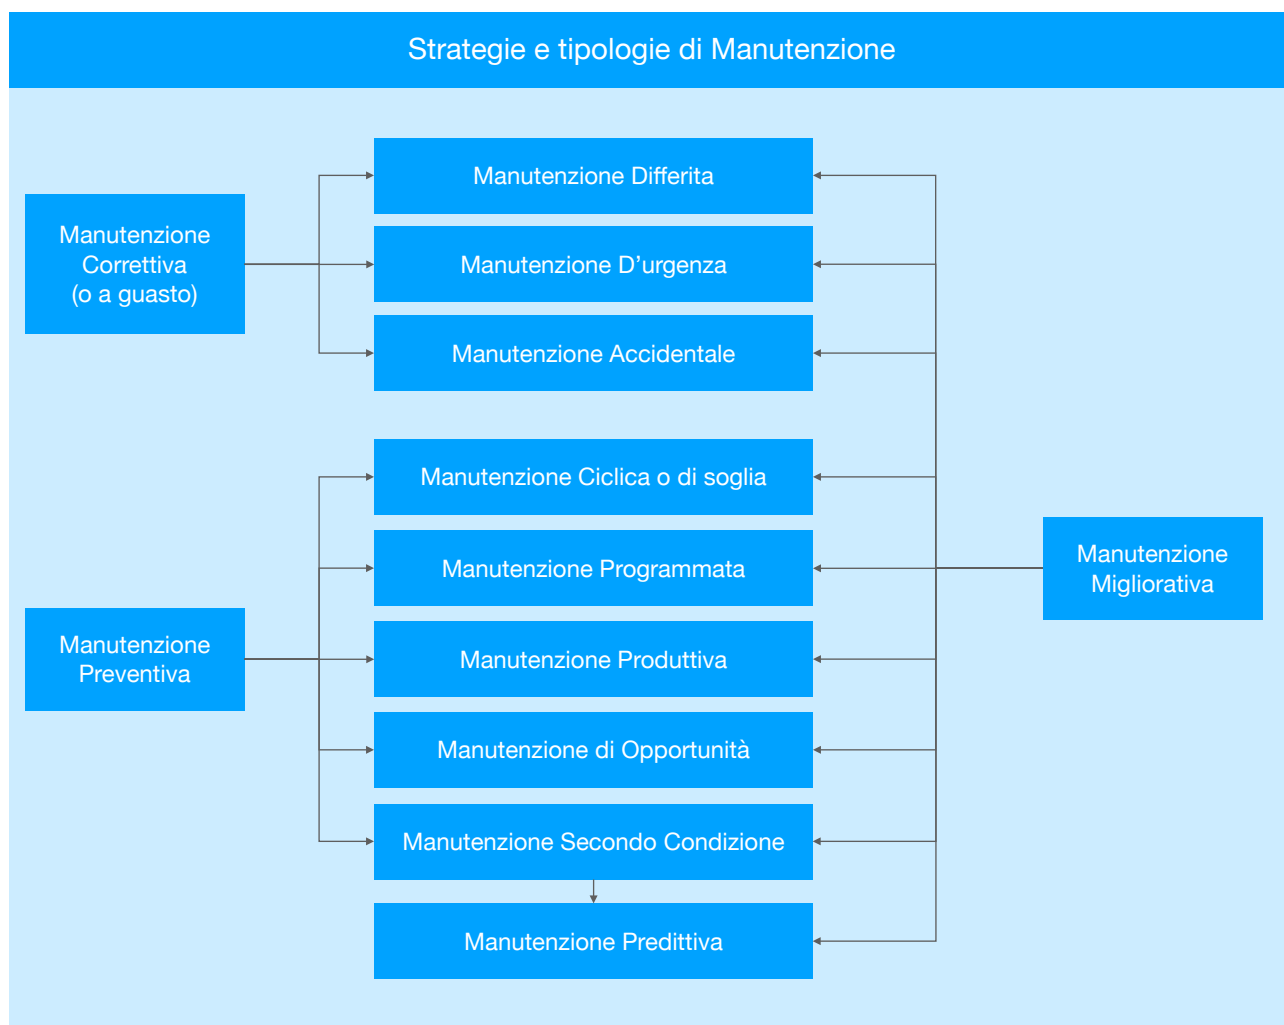 Strategie e tipologie di Manutenzione
Manutenzione
Correttiva
(o a guasto)
Manutenzione Differita
Manutenzione D'urgenza
Manutenzione Accidentale
Manutenzione
Preventiva
Manutenzione Ciclica o di soglia
Manutenzione Programmata
Manutenzione Produttiva
Manutenzione di Opportunità
Manutenzione Secondo Condizione
Manutenzione Predittiva
Manutenzione
Migliorativa